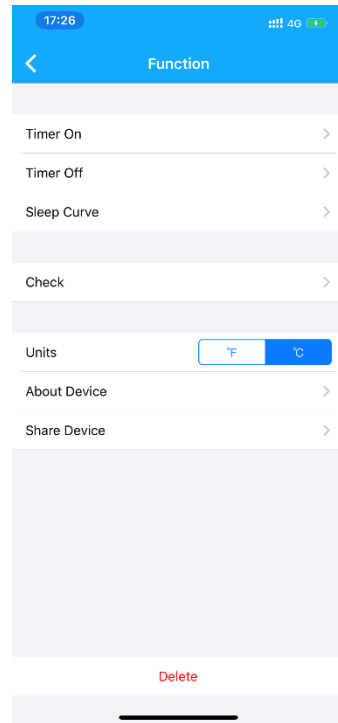 17:26 4G
Function
Timer On
Timer Off
Sleep Curve
Check
Units °F °C
About Device
Share Device
Delete